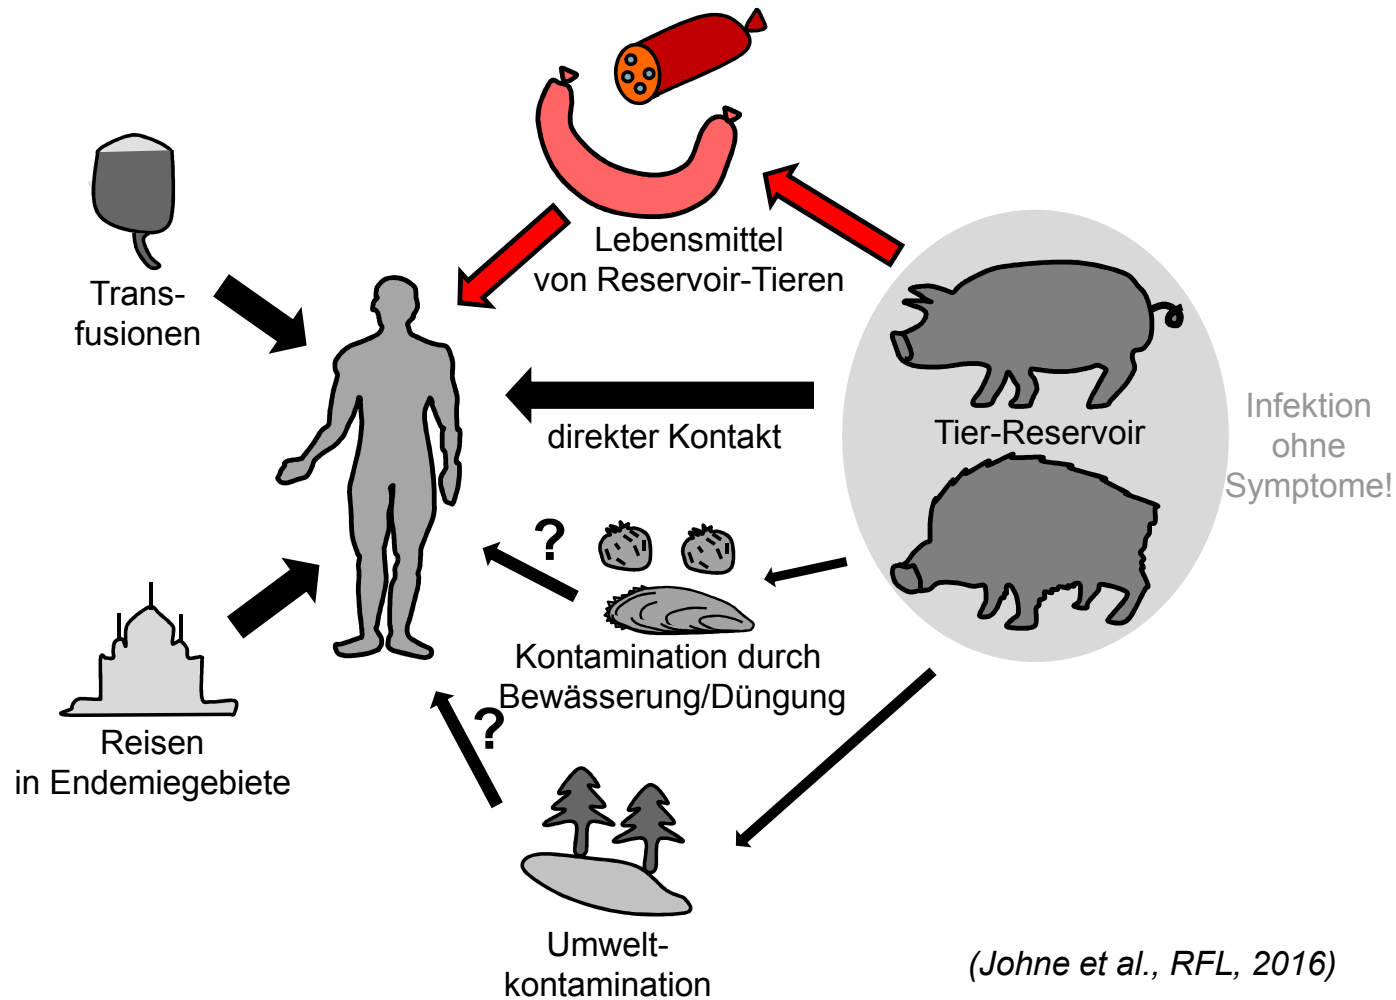 Lebensmittel
von Reservoir-Tieren
Trans-
fusionen
direkter Kontakt
Tier-Reservoir
Infektion
ohne
Symptome!
?
Kontamination durch
Bewässerung/Düngung
?
Reisen
in Endemiegebiete
Umwelt-
kontamination
(Johne et al., RFL, 2016)